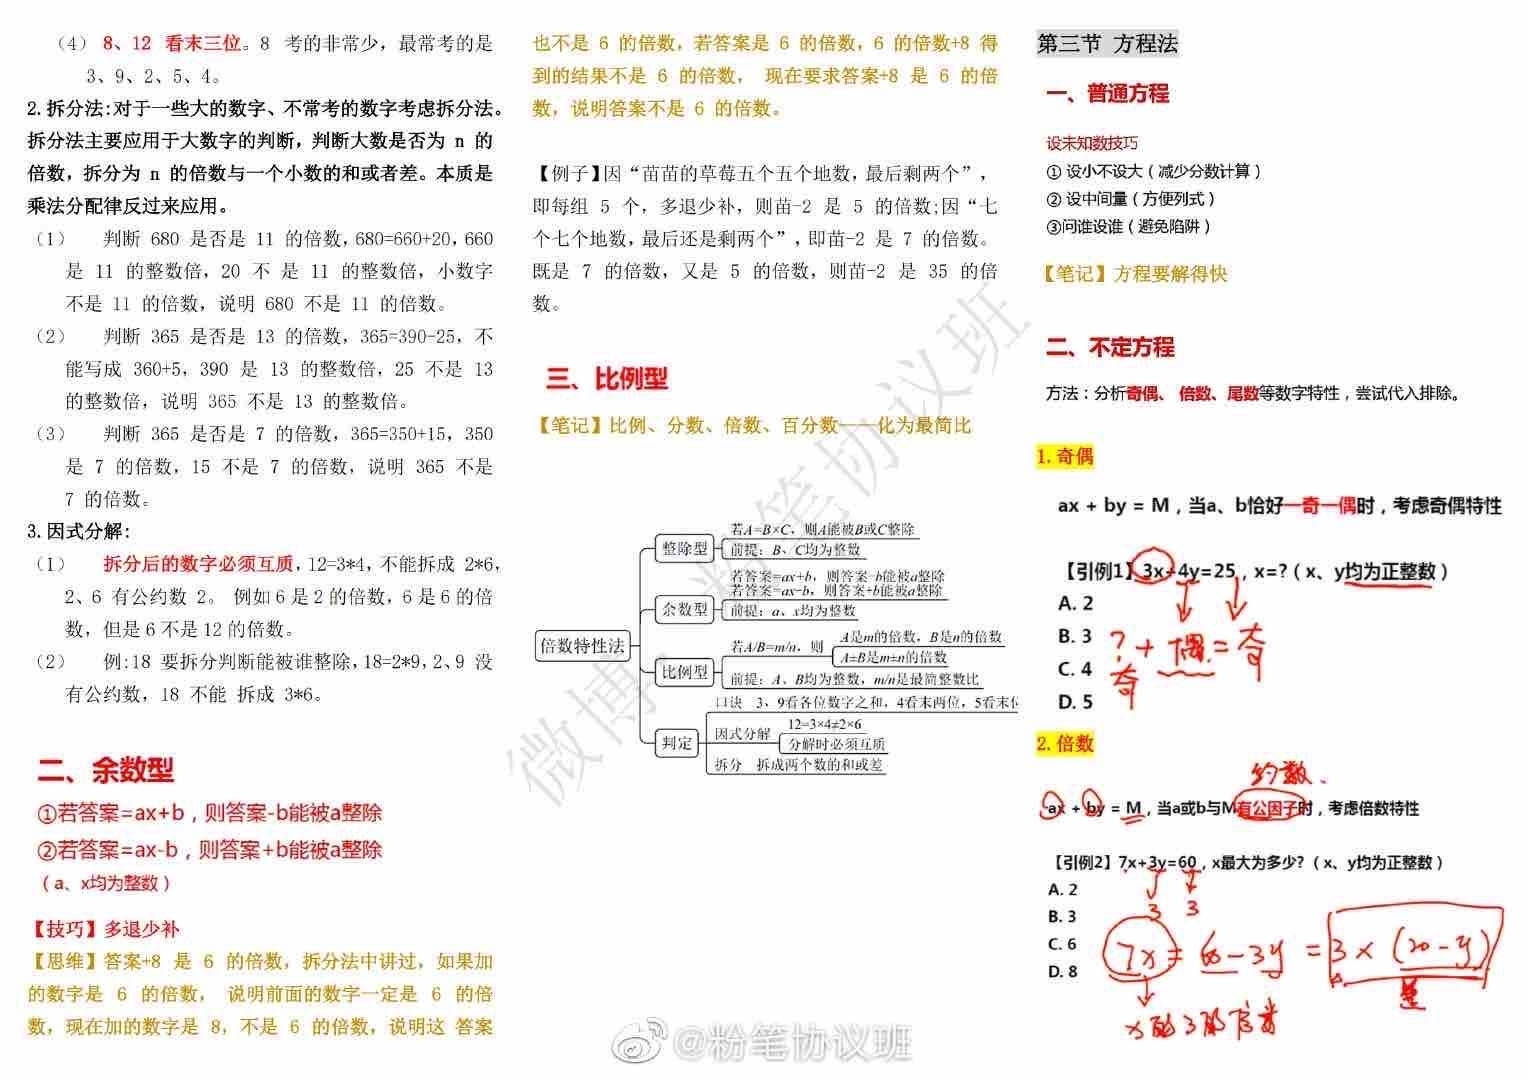 （4） 8、12 看末三位。8 考的非常少，最常考的是
3、9、2、5、4。
2.拆分法:对于一些大的数字、不常考的数字考虑拆分法。
拆分法主要应用于大数字的判断，判断大数是否为 n 的
倍数，拆分为 n 的倍数与一个小数的和或者差。本质是
乘法分配律反过来应用。
（1） 判断 680 是否是 11 的倍数，680=660+20，660
是 11 的整数倍，20 不 是 11 的整数倍，小数字
不是 11 的倍数，说明 680 不是 11 的倍数。
（2） 判断 365 是否是 13 的倍数，365=390-25，不
能写成 360+5，390 是 13 的整数倍，25 不是 13
的整数倍，说明 365 不是 13 的整数倍。
（3） 判断 365 是否是 7 的倍数，365=350+15，350
是 7 的倍数，15 不是 7 的倍数，说明 365 不是
7 的倍数。
3.因式分解:
（1） 拆分后的数字必须互质，12=3*4，不能拆成 2*6，
2、6 有公约数 2。 例如6是2的倍数，6是6的倍
数，但是6不是12的倍数。
（2） 例:18 要拆分判断能被谁整除，18=2*9，2、9 没
有公约数，18 不能 拆成 3*6。
二、余数型
①若答案=ax+b，则答案-b能被a整除
②若答案=ax-b，则答案+b能被a整除
（a、x均为整数）
【技巧】多退少补
【思维】答案+8 是 6 的倍数，拆分法中讲过，如果加
的数字是 6 的倍数， 说明前面的数字一定是 6 的倍
数，现在加的数字是 8，不是 6 的倍数，说明这 答案
也不是 6 的倍数，若答案是 6 的倍数，6 的倍数+8 得
到的结果不是 6 的倍数， 现在要求答案+8 是 6 的倍
数，说明答案不是 6 的倍数。
【例子】因“苗苗的草莓五个五个地数，最后剩两个”，
即每组 5 个，多退少补，则苗-2 是 5 的倍数;因“七
个七个地数，最后还是剩两个”，即苗-2 是 7 的倍数。
既是 7 的倍数，又是 5 的倍数，则苗-2 是 35 的倍
数。
三、比例型
【笔记】比例、分数、倍数、百分数——化为最简比
倍数特性法
整除型
若A=B×C，则A能被B或C整除
前提：B、C均为整数
余数型
若答案=ax+b，则答案-b能被a整除
若答案=ax-b，则答案+b能被a整除
前提：a、x均为整数
比例型
若A/B=m/n，则
A是m的倍数，B是n的倍数
A±B是m±n的倍数
前提：A、B均为整数，m/n是最简整数比
判定
口诀 3、9看各位数字之和，4看末两位，5看末位
因式分解
12=3×4≠2×6
分解时必须互质
拆分 拆成两个数的和或差
第三节 方程法
一、普通方程
设未知数技巧
① 设小不设大（减少分数计算）
② 设中间量（方便列式）
③问谁设谁（避免陷阱）
【笔记】方程要解得快
二、不定方程
方法：分析奇偶、 倍数、尾数等数字特性，尝试代入排除。
1.奇偶
ax + by = M，当a、b恰好一奇一偶时，考虑奇偶特性
【引例1】3x+4y=25，x=?（x、y均为正整数）
A. 2
B. 3
C. 4
D. 5
? + 偶 = 奇
奇
2.倍数
约数、
ax + by = M，当a或b与M有公因子时，考虑倍数特性
【引例2】7x+3y=60，x最大为多少?（x、y均为正整数）
A. 2
B. 3
C. 6
D. 8
3 3
7x = 60 - 3y = 3 × (20 - y)
整
x 是 3 的 倍数
微博：粉笔协议班
@粉笔协议班